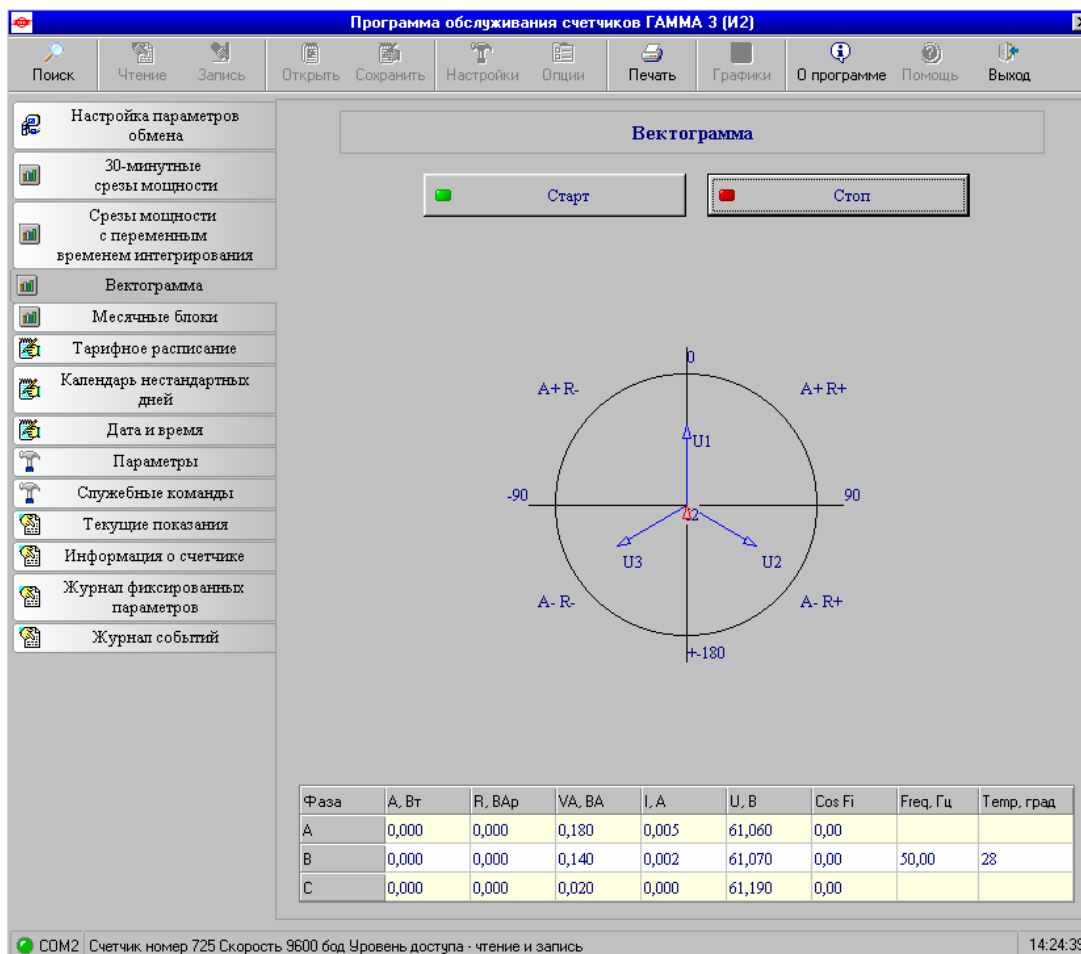 Программа обслуживания счетчиков ГАММА 3 (И2)
Поиск
Чтение
Запись
Открыть
Сохранить
Настройки
Опции
Печать
Графики
О программе
Помощь
Выход
Настройка параметров
обмена
30-минутные
срезы мощности
Срезы мощности
с переменным
временем интегрирования
Вектограмма
Месячные блоки
Тарифное расписание
Календарь нестандартных
дней
Дата и время
Параметры
Служебные команды
Текущие показания
Информация о счетчике
Журнал фиксированных
параметров
Журнал событий
Вектограмма
Старт
Стоп
0
A+ R-
A+ R+
U1
-90
90
2
U3
U2
A- R-
A- R+
+-180
Фаза A, Вт R, ВАр VA, ВА I, А U, В Cos Fi Freq, Гц Temp, град
A 0,000 0,000 0,180 0,005 61,060 0,00
B 0,000 0,000 0,140 0,002 61,070 0,00 50,00 28
C 0,000 0,000 0,020 0,000 61,190 0,00
COM2 Счетчик номер 725 Скорость 9600 бод Уровень доступа - чтение и запись 14:24:39